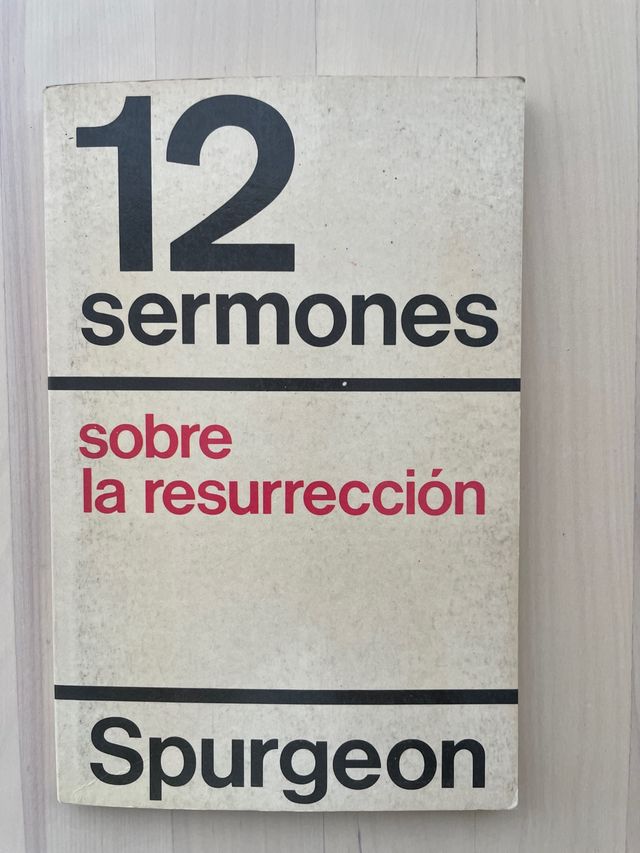 12
sermones
sobre
la resurrección
Spurgeon